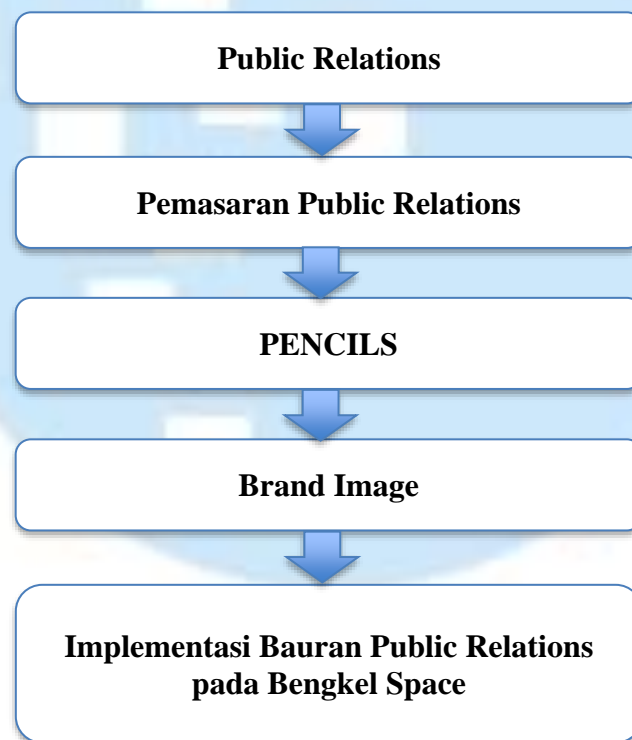 Public Relations
Pemasaran Public Relations
PENCILS
Brand Image
Implementasi Bauran Public Relations
pada Bengkel Space